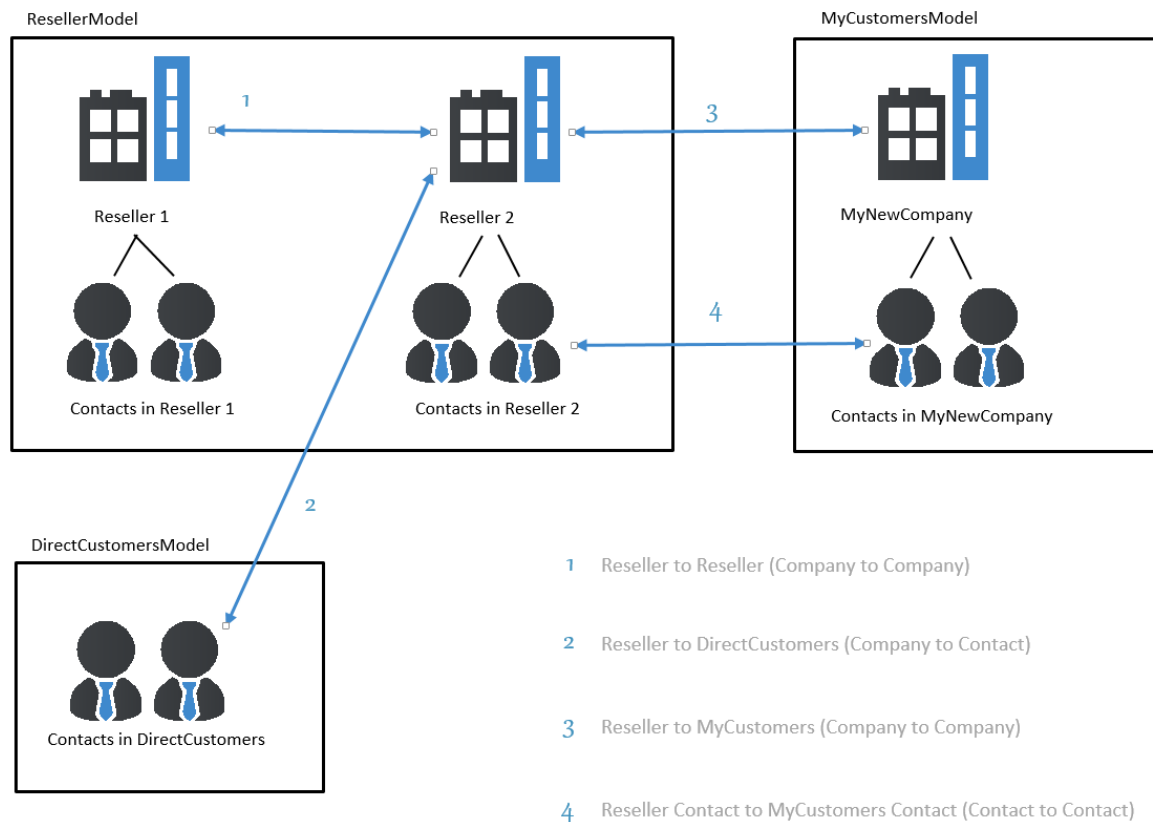 ResellerModel
MyCustomersModel
1
3
Reseller 1
Reseller 2
MyNewCompany
4
Contacts in Reseller 1
Contacts in Reseller 2
Contacts in MyNewCompany
2
DirectCustomersModel
1 Reseller to Reseller (Company to Company)
2 Reseller to DirectCustomers (Company to Contact)
3 Reseller to MyCustomers (Company to Company)
Contacts in DirectCustomers
4 Reseller Contact to MyCustomers Contact (Contact to Contact)